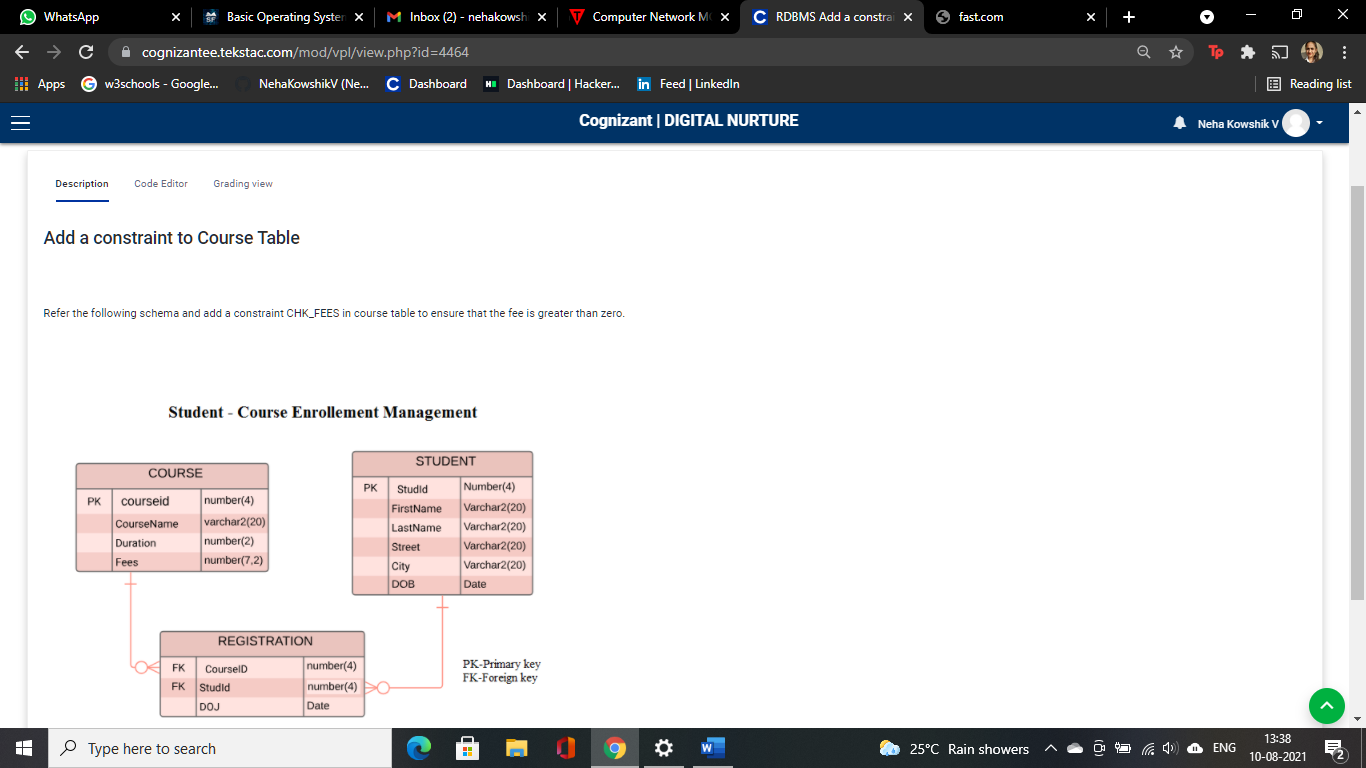 WhatsApp
Basic Operating System
Inbox (2) - nehakowsh
Computer Network M
RDBMS Add a constra
fast.com
cognizantee.tekstac.com/mod/vpl/view.php?id=4464
Tp
Apps
w3schools - Google...
NehaKowshikV (Ne...
Dashboard
Dashboard | Hacker...
Feed | LinkedIn
Reading list
Cognizant | DIGITAL NURTURE
Neha Kowshik V
Description Code Editor Grading view
Add a constraint to Course Table
Refer the following schema and add a constraint CHK_FEES in course table to ensure that the fee is greater than zero.
Student - Course Enrollement Management
COURSE
PK courseid number(4)
CourseName varchar2(20)
Duration number(2)
Fees number(7,2)
STUDENT
PK StudId Number(4)
FirstName Varchar2(20)
LastName Varchar2(20)
Street Varchar2(20)
City Varchar2(20)
DOB Date
REGISTRATION
FK CourseID number(4)
FK StudId number(4)
DOJ Date
PK-Primary key
FK-Foreign key
Type here to search
25°C Rain showers
ENG
13:38
10-08-2021
2